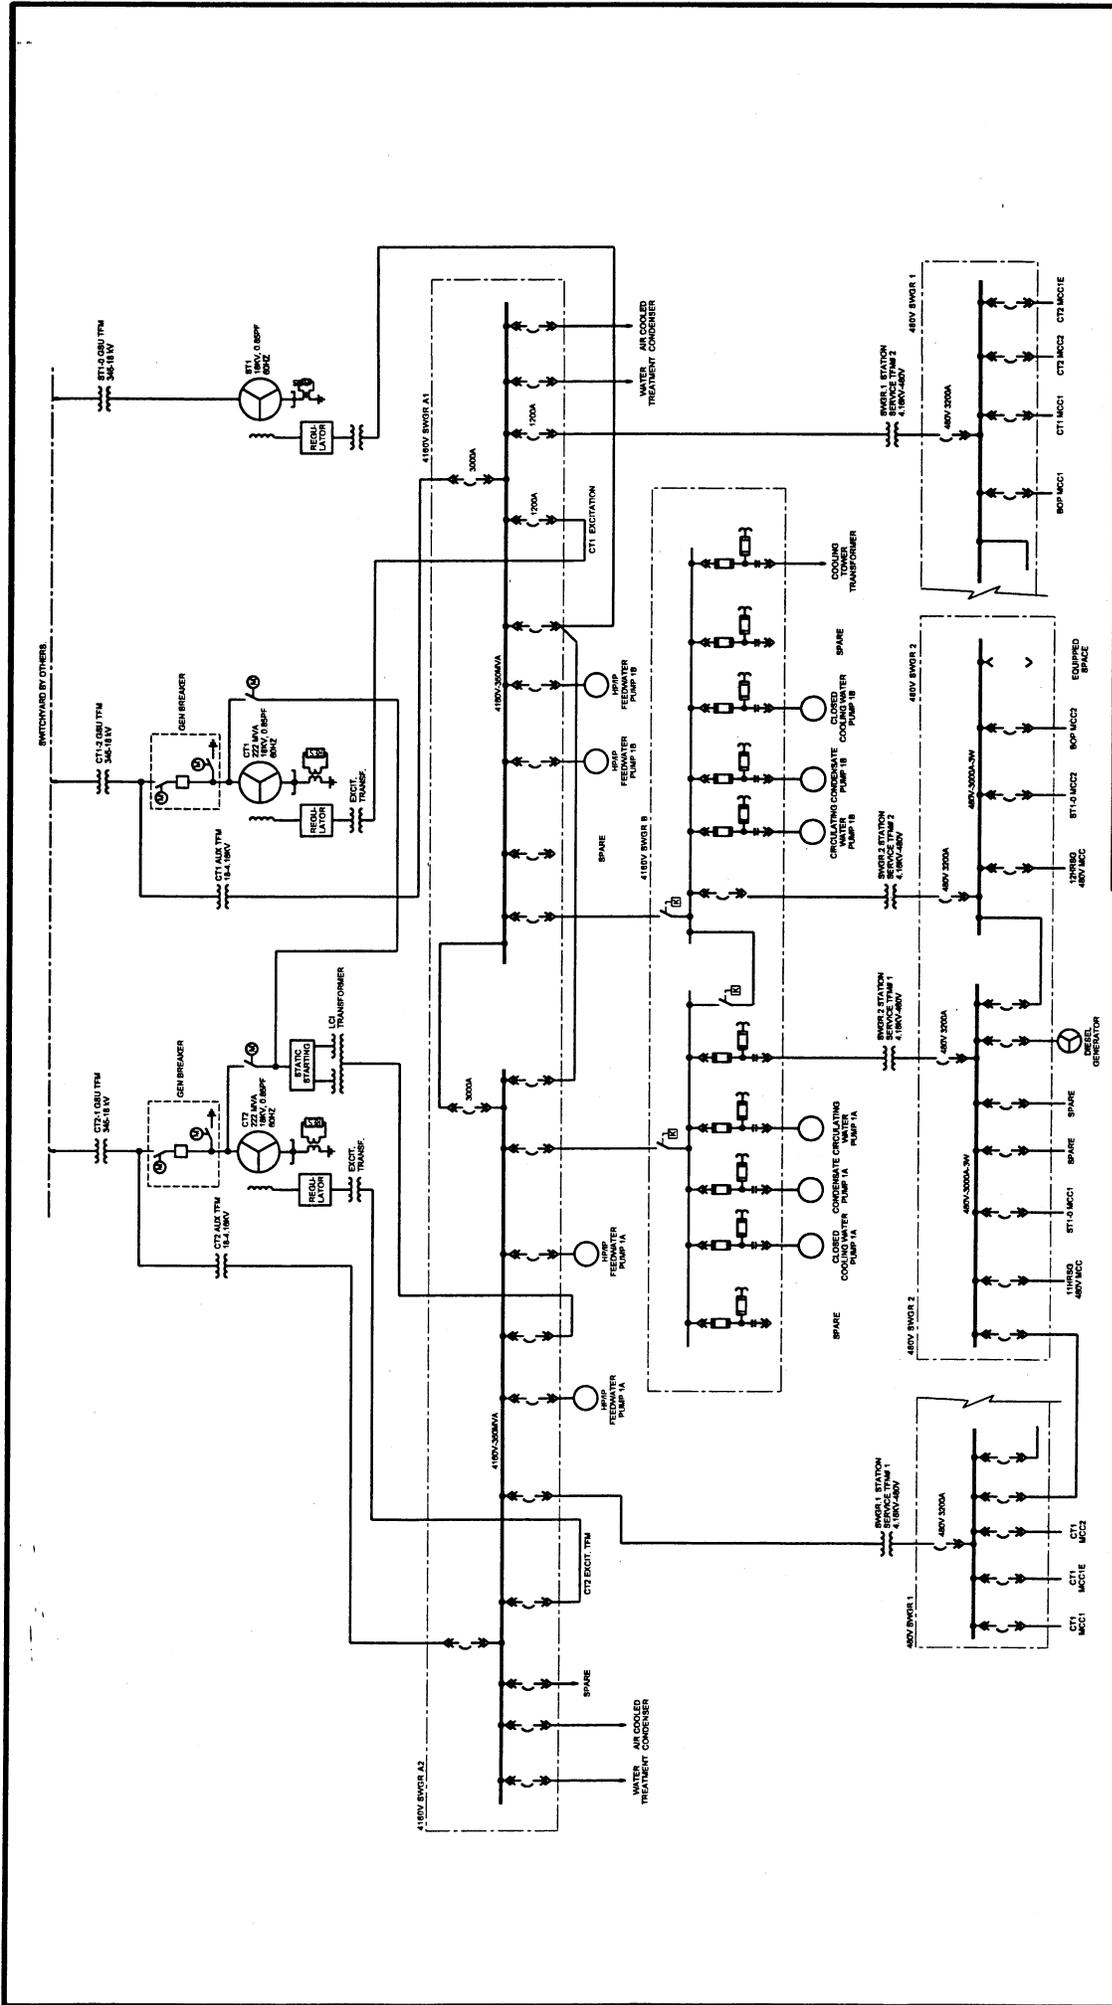 SWITCHYARD BY OTHERS.
CT2-1 GSU TFM
345-18 kV
CT1-2 GSU TFM
345-18 kV
ST1-0 GSU TFM
345-18 kV
GEN BREAKER
GEN BREAKER
M
M
M
M
M
M
CT2
222 MVA
18KV, 0.85PF
60HZ
CT1
222 MVA
18KV, 0.85PF
60HZ
ST1
18KV, 0.85PF
60HZ
CT2 AUX TFM
18-4.16KV
CT1 AUX TFM
18-4.16KV
REGU-
LATOR
REGU-
LATOR
REGU-
LATOR
EXCIT.
TRANSF.
EXCIT.
TRANSF.
STATIC
STARTING
LCI
TRANSFORMER
4160V SWGR A2
4160V SWGR A1
3000A
3000A
1200A
1200A
4160V-350MVA
4160V-350MVA
CT2 EXCIT. TFM
CT1 EXCITATION
WATER
TREATMENT
AIR COOLED
CONDENSER
SPARE
HP/IP
FEEDWATER
PUMP 1A
HP/IP
FEEDWATER
PUMP 1A
SPARE
HP/IP
FEEDWATER
PUMP 1B
HP/IP
FEEDWATER
PUMP 1B
WATER
TREATMENT
AIR COOLED
CONDENSER
4160V SWGR B
K
K
K
SPARE
CLOSED
COOLING WATER
PUMP 1A
CONDENSATE
PUMP 1A
CIRCULATING
WATER
PUMP 1A
CIRCULATING
WATER
PUMP 1B
CONDENSATE
PUMP 1B
CLOSED
COOLING WATER
PUMP 1B
SPARE
COOLING
TOWER
TRANSFORMER
SWGR.1 STATION
SERVICE TFM# 1
4.16KV-480V
SWGR.2 STATION
SERVICE TFM# 1
4.16KV-480V
SWGR.2 STATION
SERVICE TFM# 2
4.16KV-480V
SWGR.1 STATION
SERVICE TFM# 2
4.16KV-480V
480V SWGR 1
480V SWGR 2
480V SWGR 2
480V SWGR 1
480V 3200A
480V 3200A
480V 3200A
480V 3200A
480V-3000A-3W
480V-3000A-3W
CT1
MCC1
CT1
MCC1E
CT1
MCC2
11HRSG
480V MCC
ST1-0 MCC1
SPARE
SPARE
DIESEL
GENERATOR
12HRSG
480V MCC
ST1-0 MCC2
BOP MCC2
EQUIPPED
SPACE
BOP MCC1
CT1 MCC1
CT2 MCC2
CT2 MCC1E